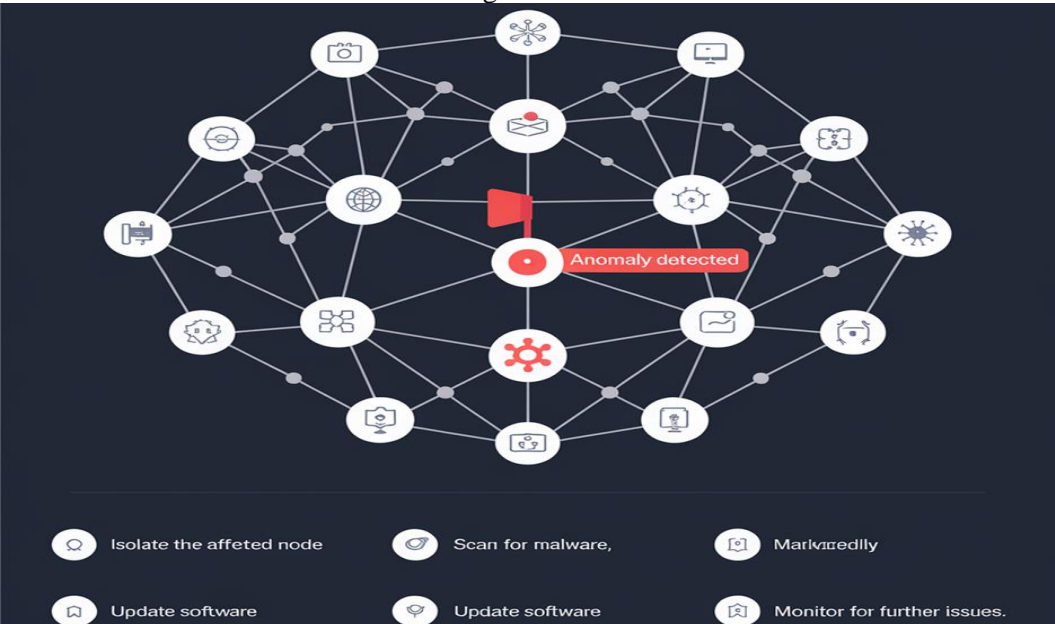 Anomaly detected
Isolate the affeted node
Scan for malware,
Update software
Update software
Monitor for further issues.